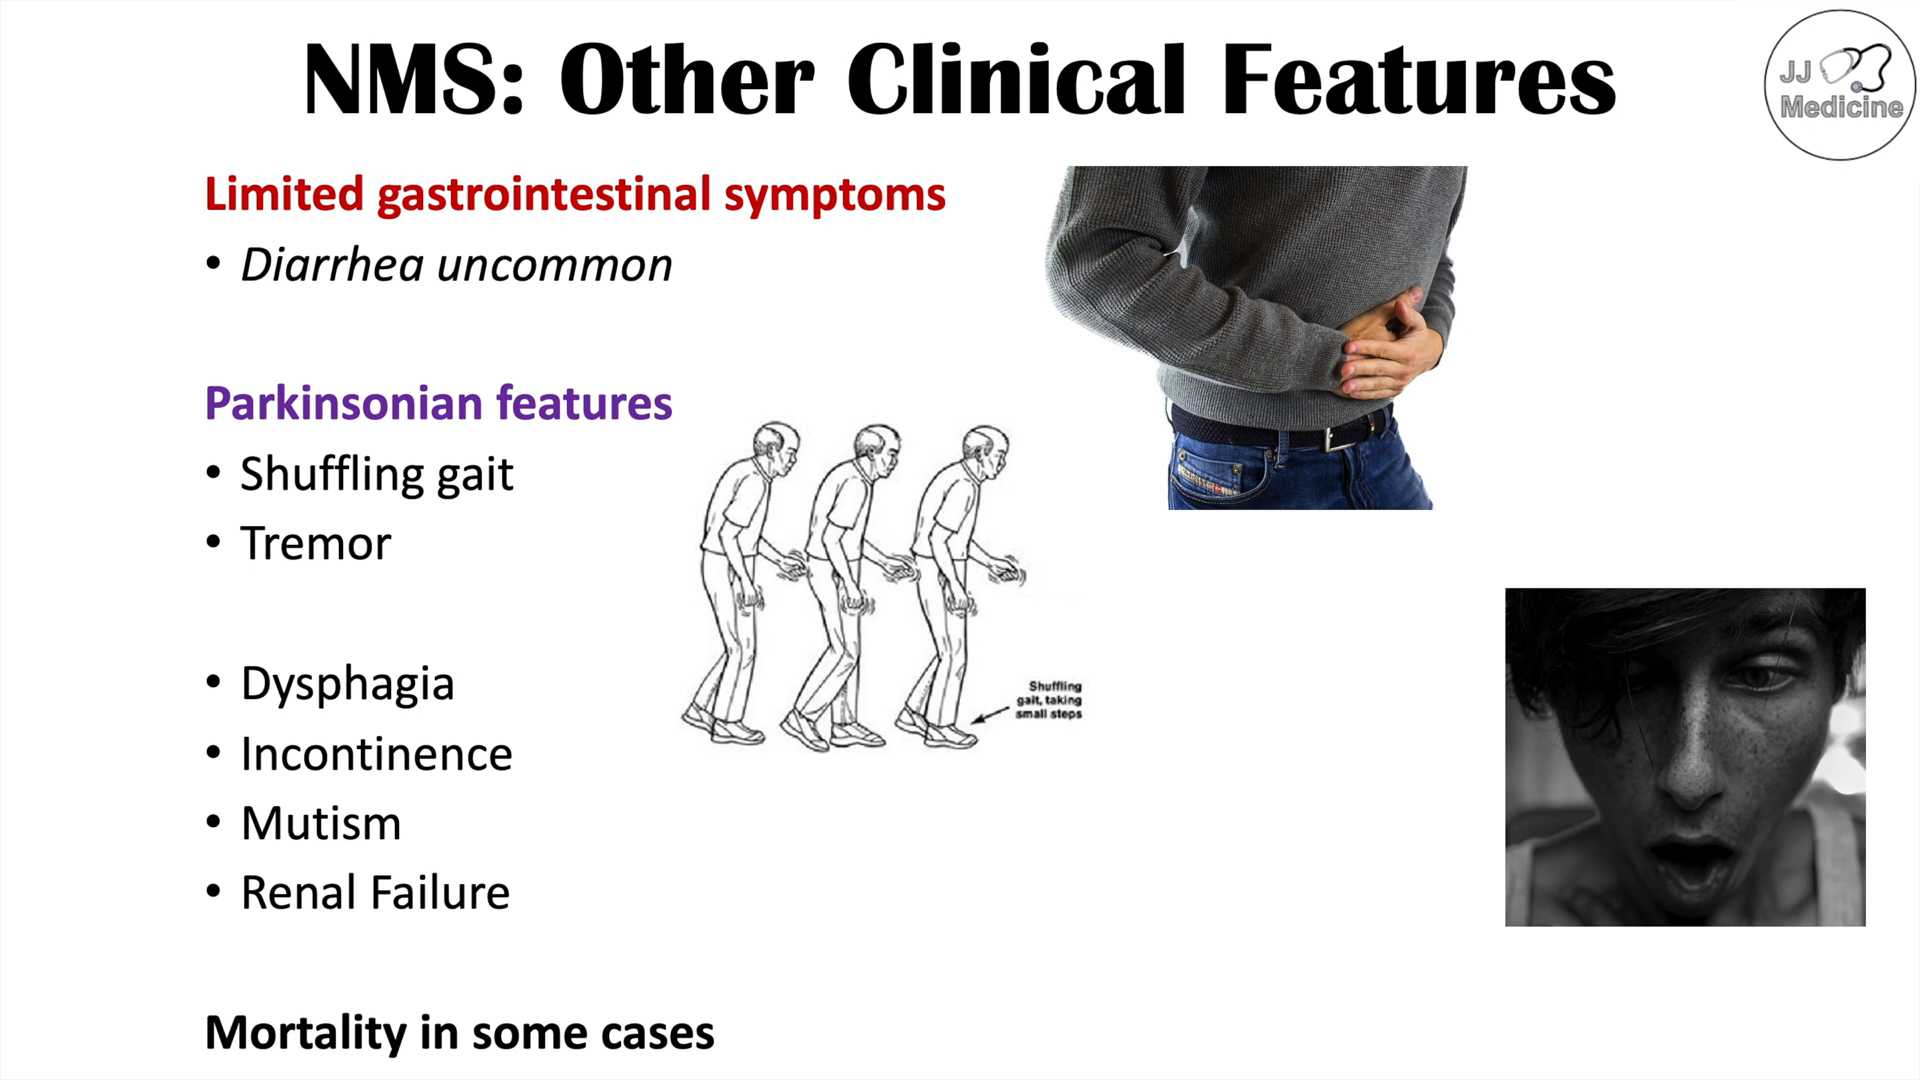 NMS: Other Clinical Features
JJ
Medicine
Limited gastrointestinal symptoms
• Diarrhea uncommon
Parkinsonian features
• Shuffling gait
• Tremor
• Dysphagia
• Incontinence
• Mutism
• Renal Failure
Shuffling
gait, taking
small steps
Mortality in some cases